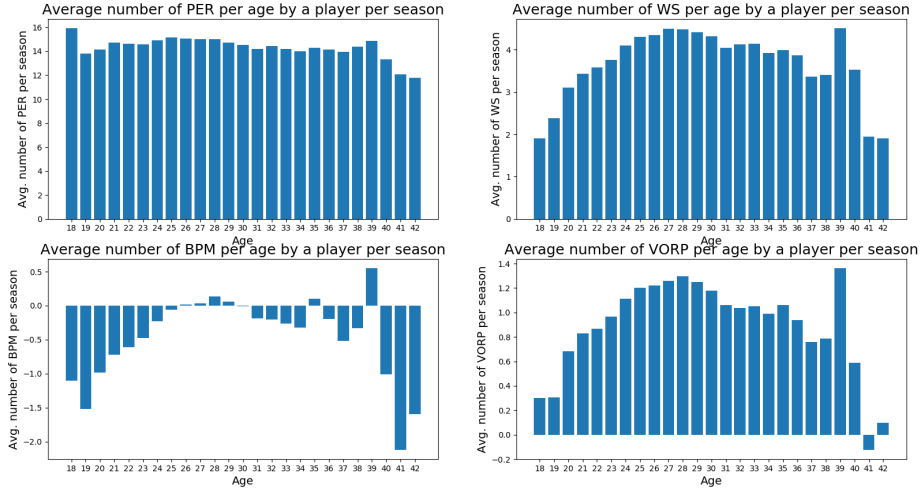 Average number of PER per age by a player per season
Avg. number of PER per season
16
14
12
10
8
6
4
2
0
18 19 20 21 22 23 24 25 26 27 28 29 30 31 32 33 34 35 36 37 38 39 40 41 42
Age
Average number of WS per age by a player per season
Avg. number of WS per season
4
3
2
1
0
18 19 20 21 22 23 24 25 26 27 28 29 30 31 32 33 34 35 36 37 38 39 40 41 42
Age
Average number of BPM per age by a player per season
Avg. number of BPM per season
0.5
0.0
−0.5
−1.0
−1.5
−2.0
18 19 20 21 22 23 24 25 26 27 28 29 30 31 32 33 34 35 36 37 38 39 40 41 42
Age
Average number of VORP per age by a player per season
Avg. number of VORP per season
1.4
1.2
1.0
0.8
0.6
0.4
0.2
0.0
−0.2
18 19 20 21 22 23 24 25 26 27 28 29 30 31 32 33 34 35 36 37 38 39 40 41 42
Age